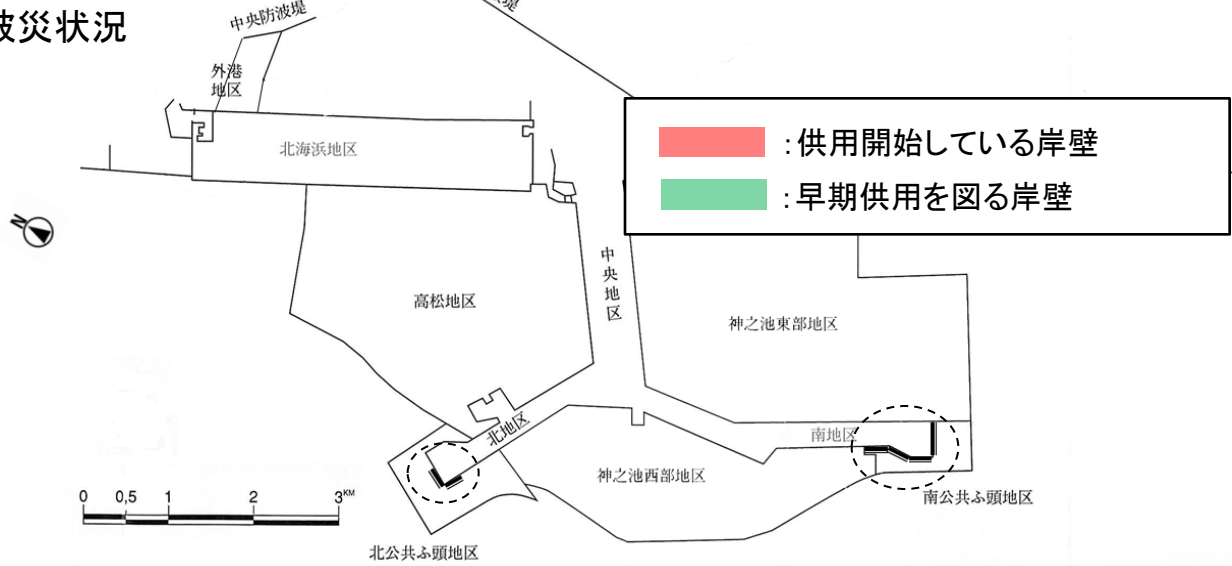 被災状況
中央防波堤
堤
外港
地区
北海浜地区
：供用開始している岸壁
：早期供用を図る岸壁
N
中央地区
高松地区
神之池東部地区
北地区
南地区
神之池西部地区
南公共ふ頭地区
0 0.5 1 2 3KM
北公共ふ頭地区